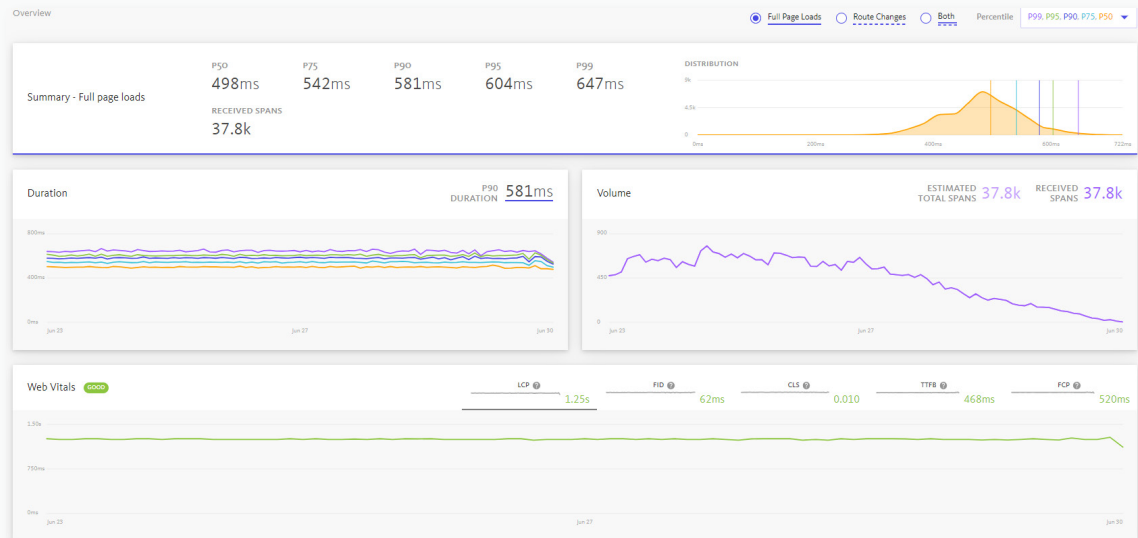 Overview
Full Page Loads Route Changes Both Percentile P99, P95, P90, P75, P50
Summary - Full page loads
P50 P75 P90 P95 P99
498ms 542ms 581ms 604ms 647ms
RECEIVED SPANS
37.8k
DISTRIBUTION
9k
4.5k
0
0ms 200ms 400ms 600ms 722ms
Duration
P90 DURATION 581ms
800ms
400ms
0ms
Jun 23 Jun 27 Jun 30
Volume
ESTIMATED TOTAL SPANS 37.8k RECEIVED SPANS 37.8k
900
450
0
Jun 23 Jun 27 Jun 30
Web Vitals GOOD
LCP ? FID ? CLS ? TTFB ? FCP ?
1.25s 62ms 0.010 468ms 520ms
1.50s
750ms
0ms
Jun 23 Jun 27 Jun 30